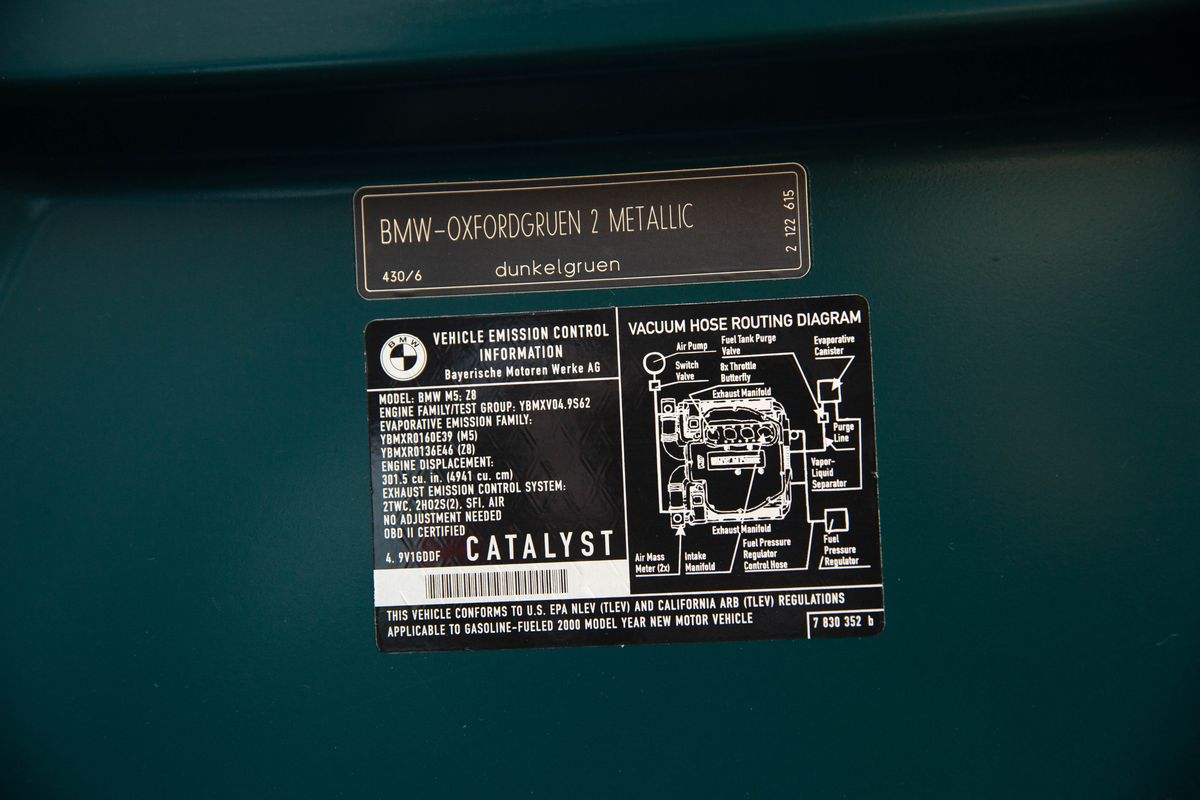 BMW-OXFORDGRUEN 2 METALLIC
430/6
dunkelgruen
2 122 615
BMW
VEHICLE EMISSION CONTROL
INFORMATION
Bayerische Motoren Werke AG
MODEL: BMW M5; Z8
ENGINE FAMILY/TEST GROUP: YBMXV04.9S62
EVAPORATIVE EMISSION FAMILY:
YBMXR0160E39 (M5)
YBMXR0136E46 (Z8)
ENGINE DISPLACEMENT:
301.5 cu. in. (4941 cu. cm)
EXHAUST EMISSION CONTROL SYSTEM:
2TWC, 2HO2S(2), SFI, AIR
NO ADJUSTMENT NEEDED
OBD II CERTIFIED
4. 9V1GDDF
CATALYST
VACUUM HOSE ROUTING DIAGRAM
Air Pump
Fuel Tank Purge
Valve
Evaporative
Canister
Switch
Valve
8x Throttle
Butterfly
Exhaust Manifold
Purge
Line
Vapor-
Liquid
Separator
Exhaust Manifold
Air Mass
Meter (2x)
Intake
Manifold
Fuel Pressure
Regulator
Control Hose
Fuel
Pressure
Regulator
THIS VEHICLE CONFORMS TO U.S. EPA NLEV (TLEV) AND CALIFORNIA ARB (TLEV) REGULATIONS
APPLICABLE TO GASOLINE-FUELED 2000 MODEL YEAR NEW MOTOR VEHICLE
7 830 352 b